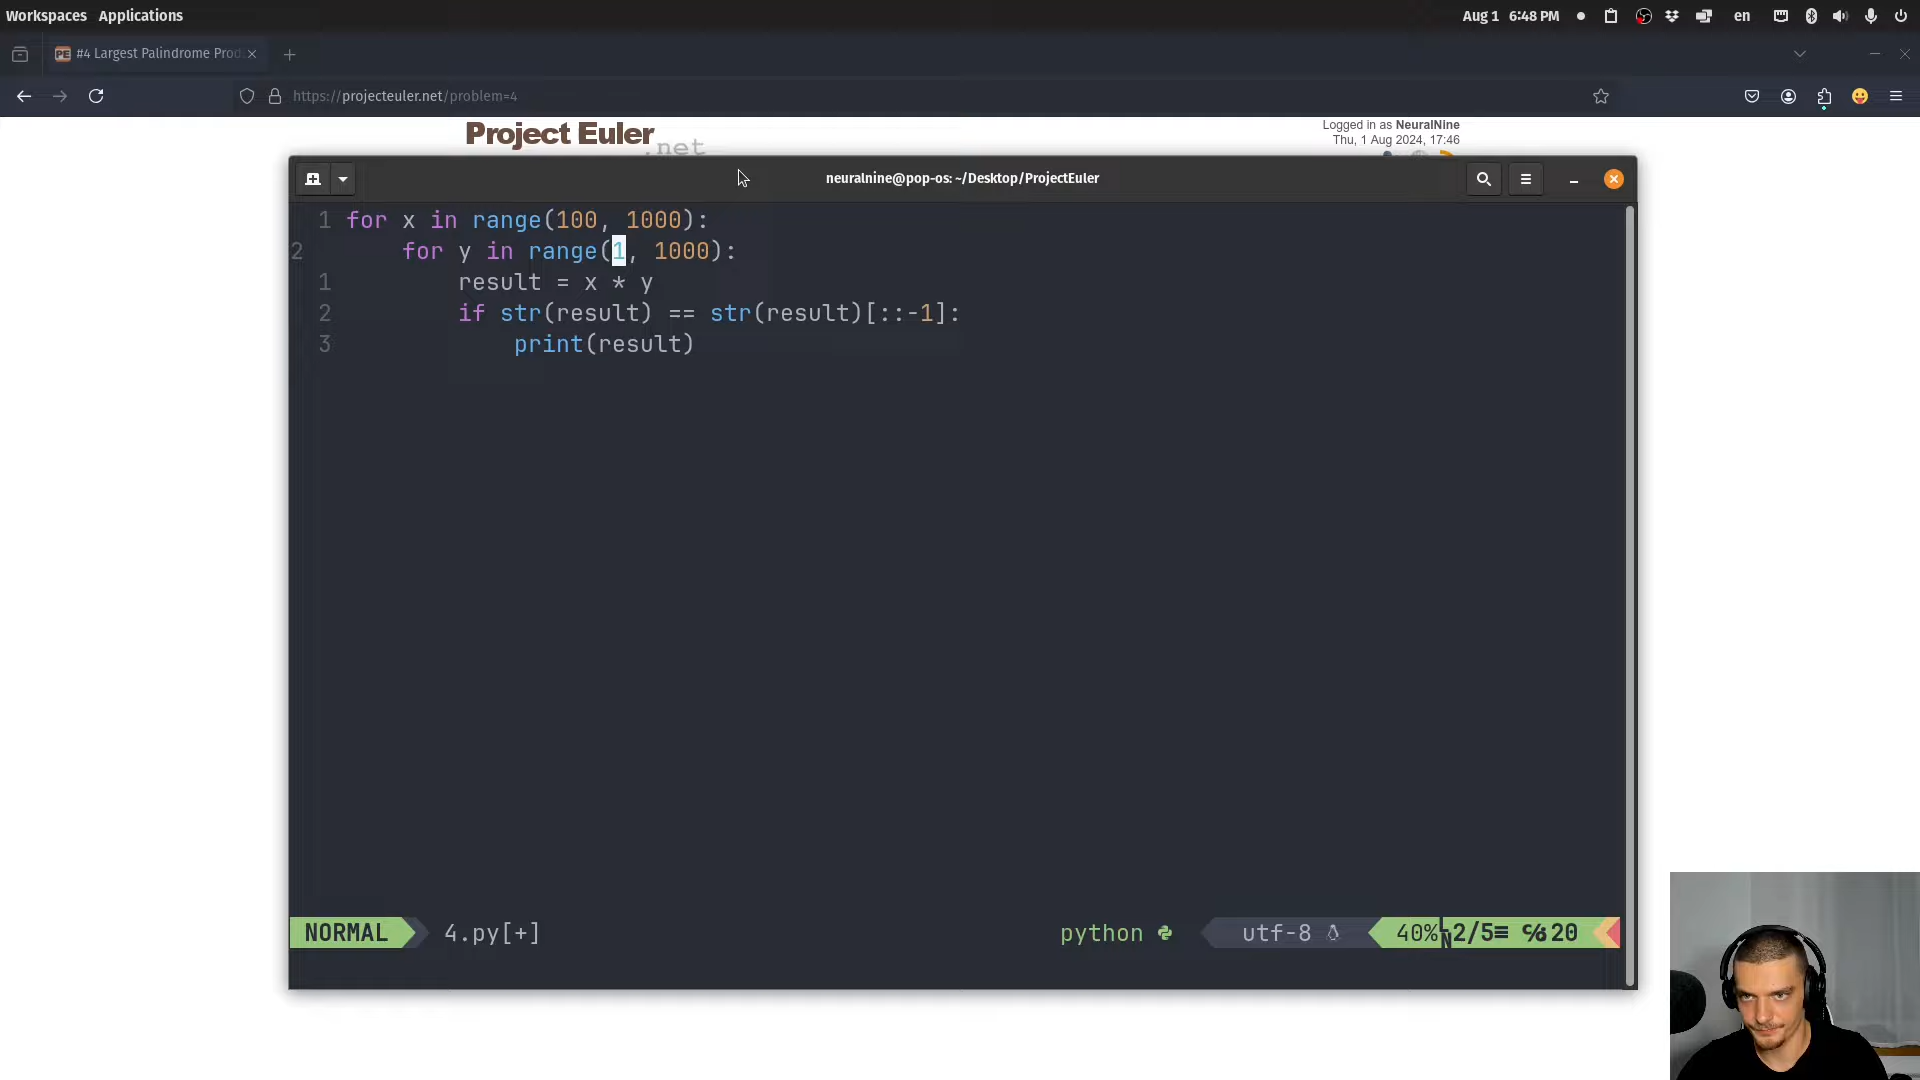 Workspaces Applications
Aug 1 6:48 PM
en
#4 Largest Palindrome Prod
https://projecteuler.net/problem=4
Project Euler
.net
Logged in as NeuralNine
Thu, 1 Aug 2024, 17:46
neuralnine@pop-os: ~/Desktop/ProjectEuler
1 for x in range(100, 1000):
2 for y in range(1, 1000):
1 result = x * y
2 if str(result) == str(result)[::-1]:
3 print(result)
NORMAL 4.py[+]
python utf-8 40% 2/5 20